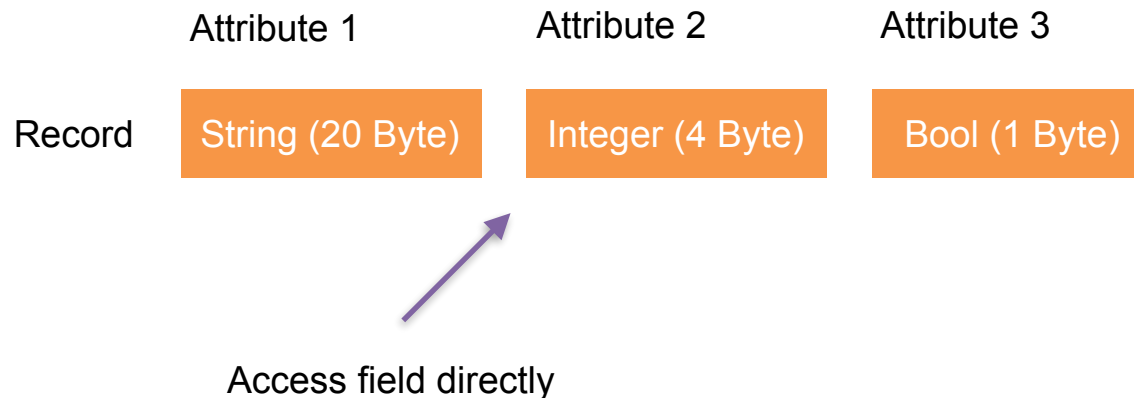 Attribute 1 Attribute 2 Attribute 3
Record String (20 Byte) Integer (4 Byte) Bool (1 Byte)
Access field directly